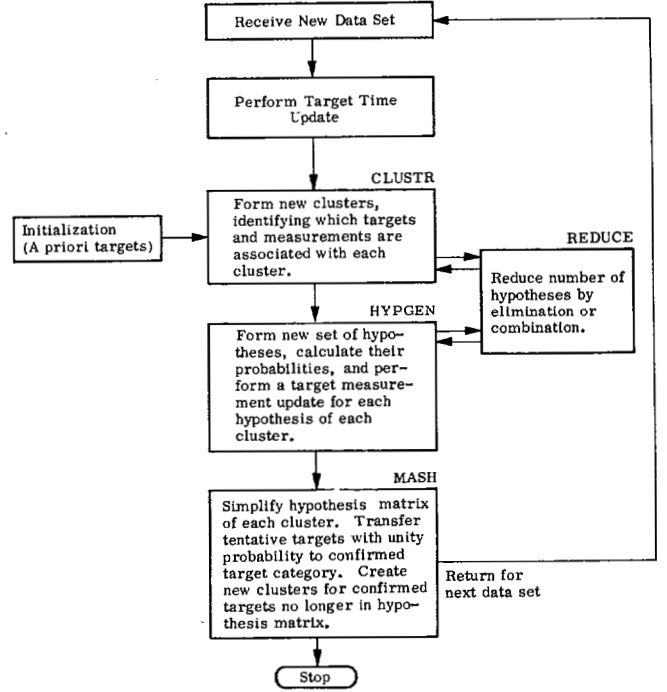 Receive New Data Set
Perform Target Time
Update
CLUSTR
Form new clusters,
identifying which targets
and measurements are
associated with each
cluster.
Initialization
(A priori targets)
REDUCE
Reduce number of
hypotheses by
elimination or
combination.
HYPGEN
Form new set of hypo-
theses, calculate their
probabilities, and per-
form a target measure-
ment update for each
hypothesis of each
cluster.
MASH
Simplify hypothesis matrix
of each cluster. Transfer
tentative targets with unity
probability to confirmed
target category. Create
new clusters for confirmed
targets no longer in hypo-
thesis matrix.
Return for
next data set
Stop